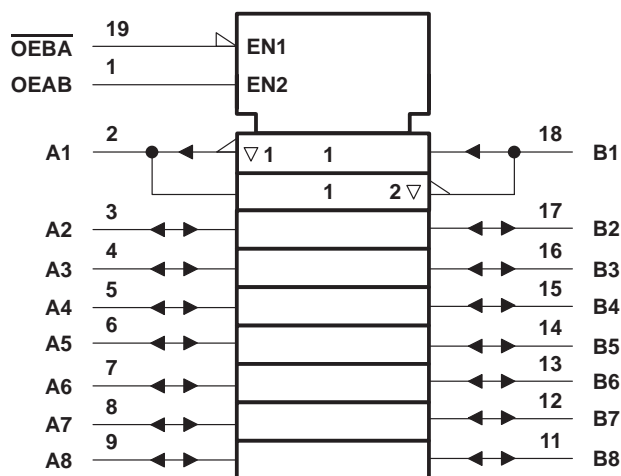 19
OEBA EN1
1
OEAB EN2
2 18
A1 ▽ 1 1 B1
1 2 ▽
3 17
A2 B2
4 16
A3 B3
5 15
A4 B4
6 14
A5 B5
7 13
A6 B6
8 12
A7 B7
9 11
A8 B8